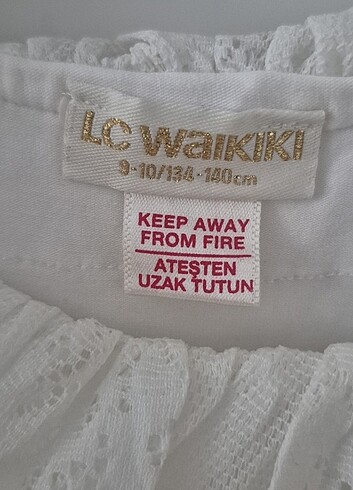 LC WAIKIKI
9-10/134-140cm
KEEP AWAY
FROM FIRE
ATEŞTEN
UZAK TUTUN